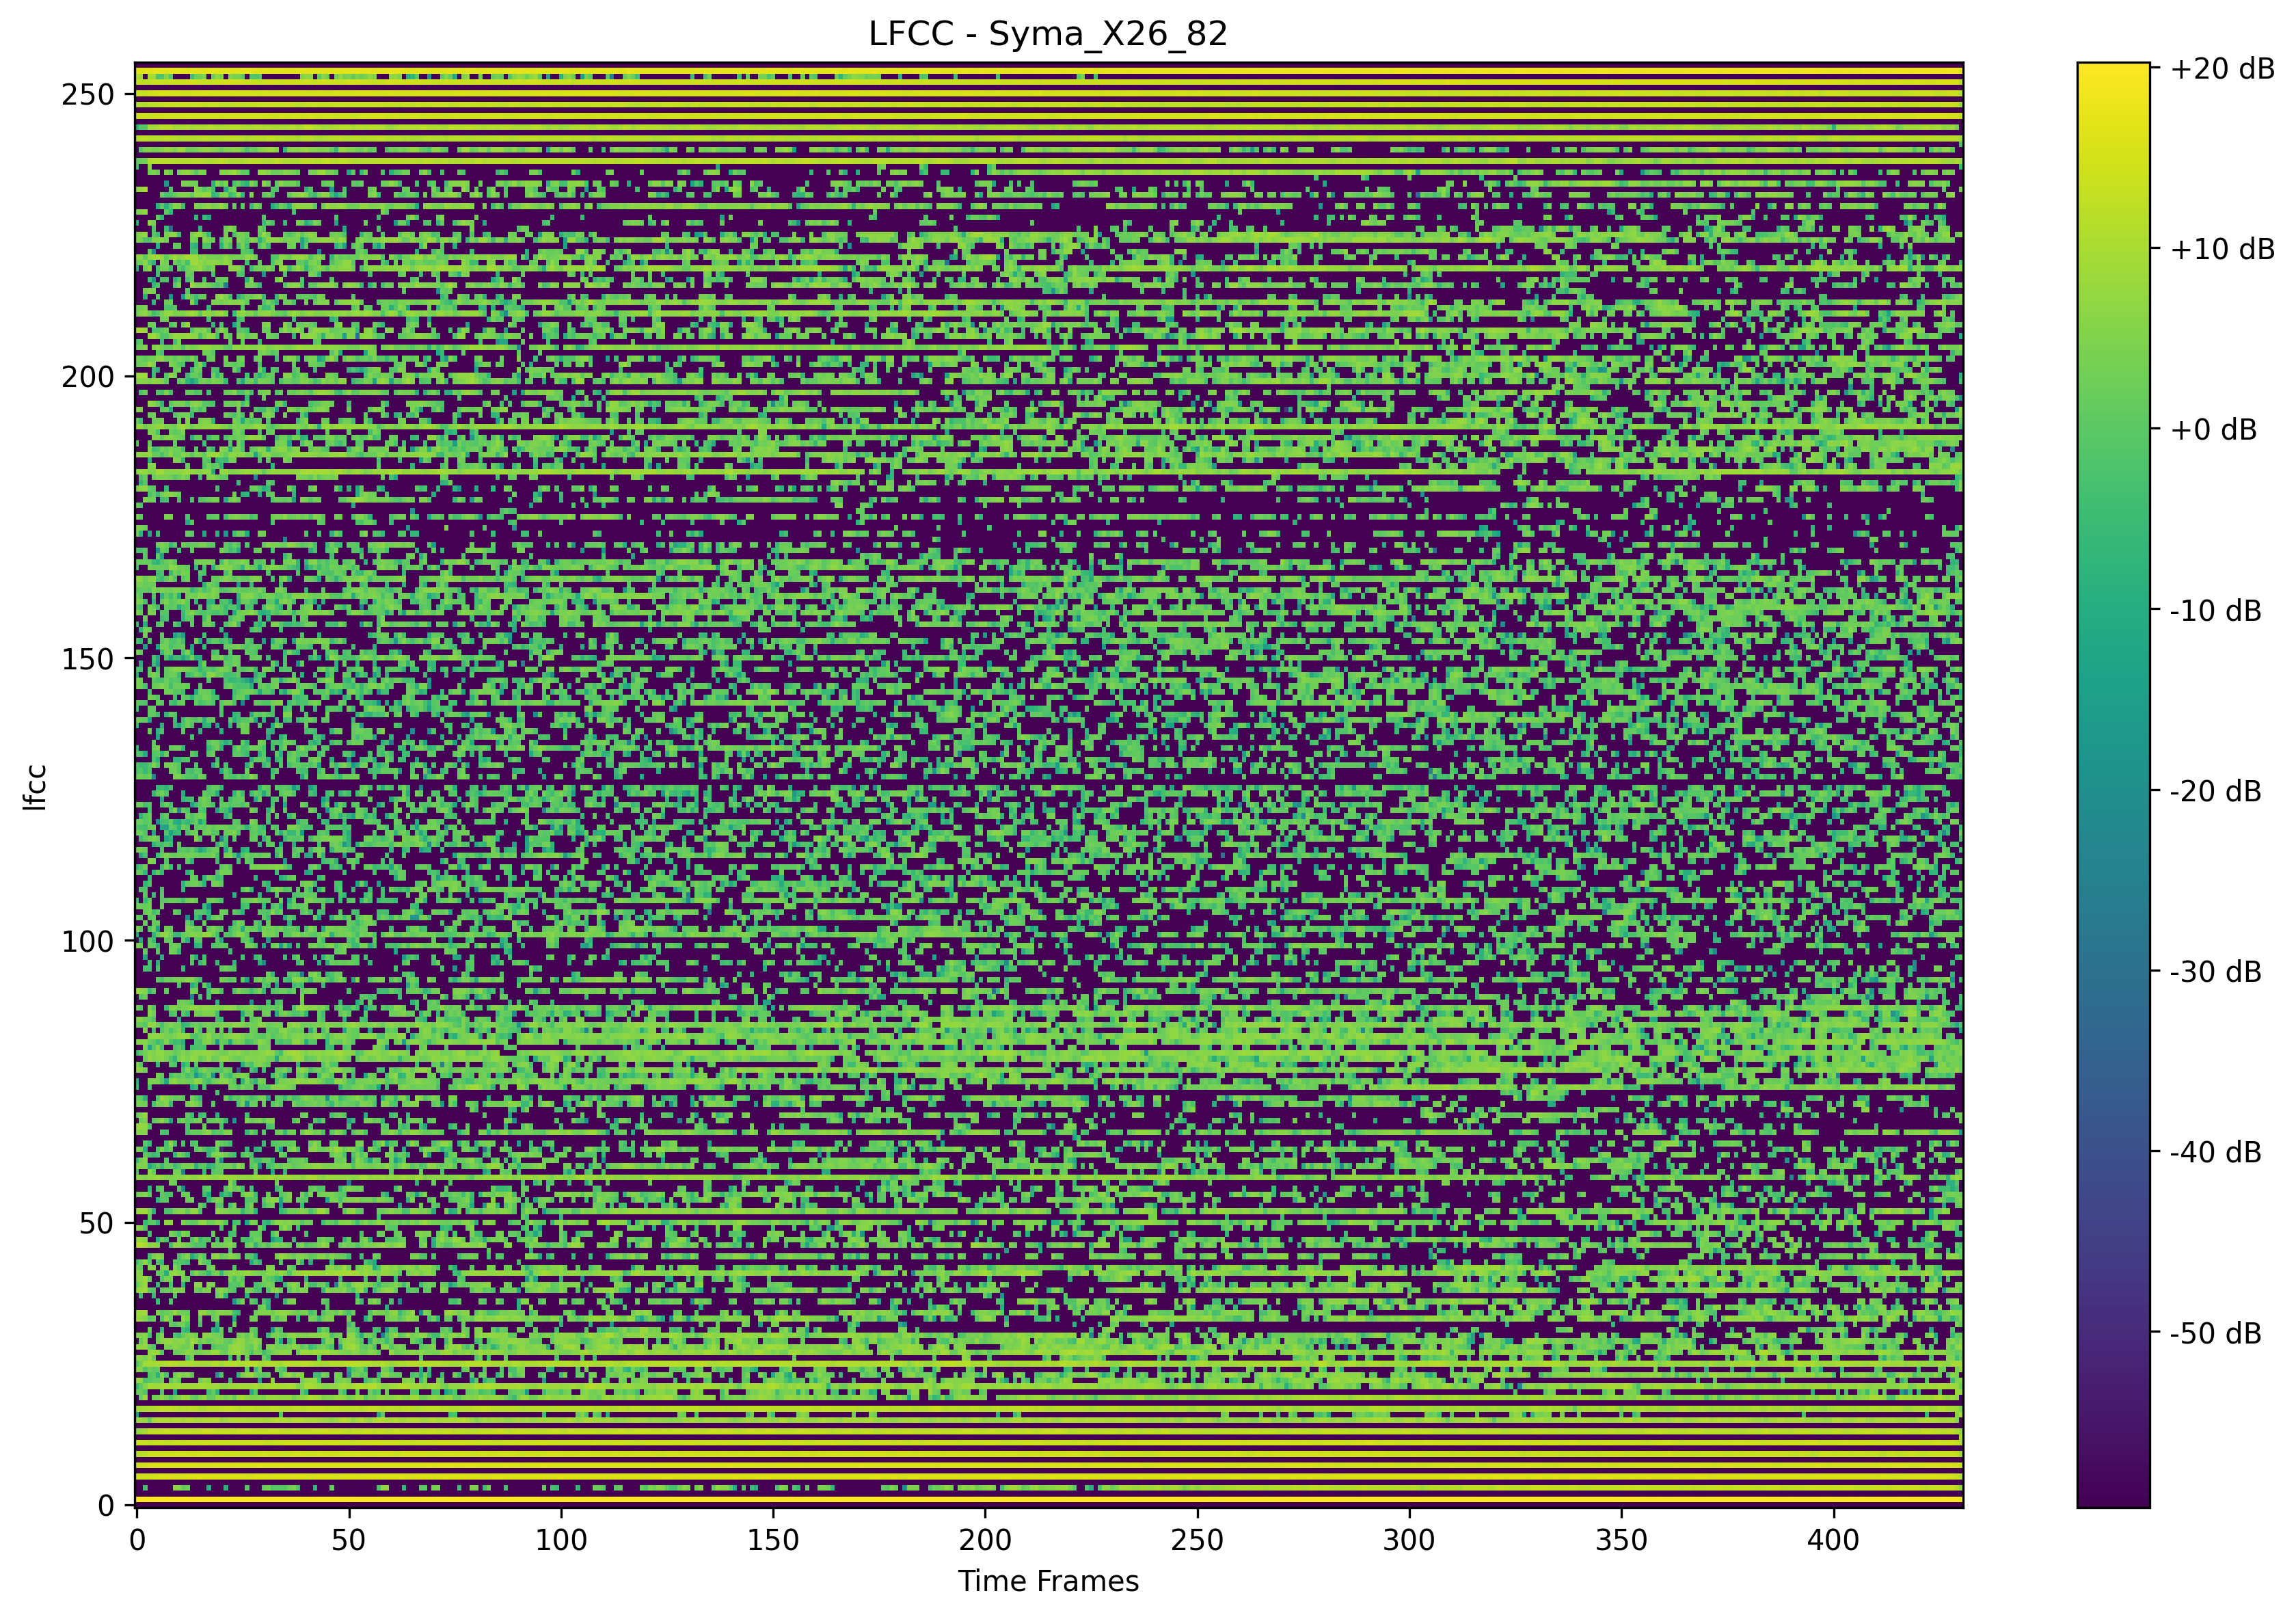 LFCC - Syma_X26_82
250
200
150
100
50
0
lfcc
0 50 100 150 200 250 300 350 400
Time Frames
+20 dB
+10 dB
+0 dB
-10 dB
-20 dB
-30 dB
-40 dB
-50 dB